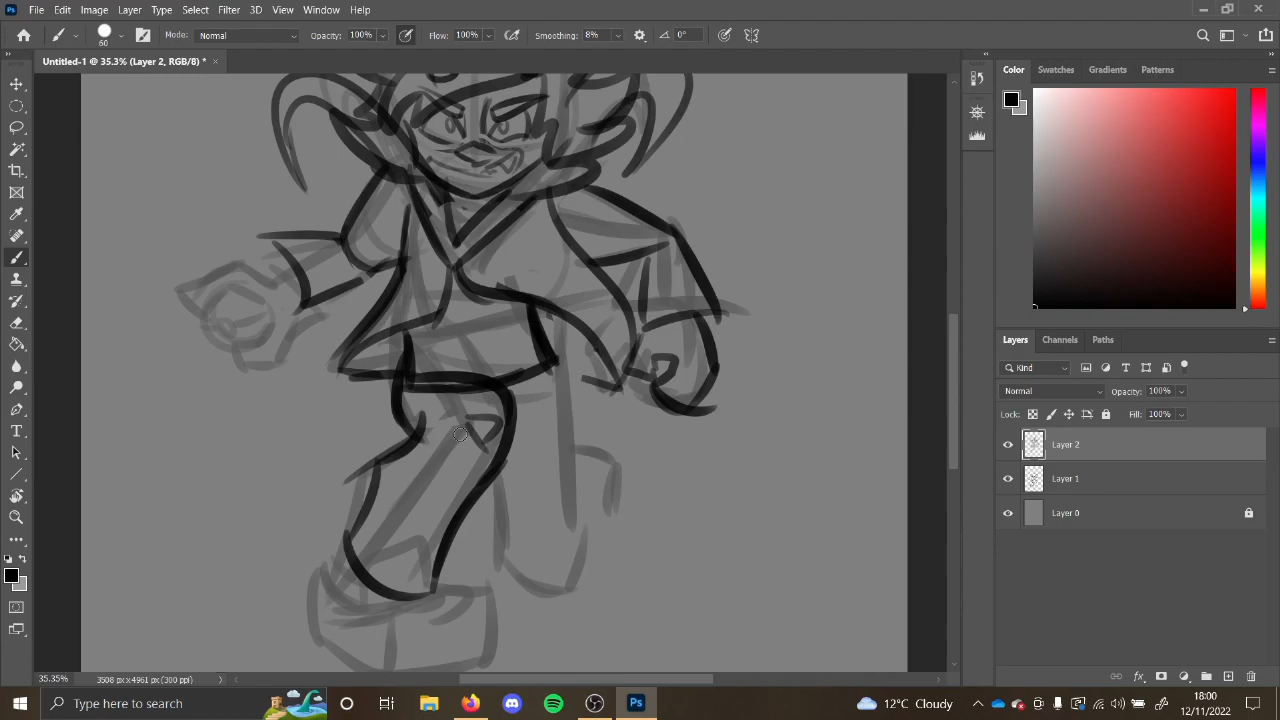 Ps File Edit Image Layer Type Select Filter 3D View Window Help
60 Mode: Normal Opacity: 100% Flow: 100% Smoothing: 8% 0°
Untitled-1 @ 35.3% (Layer 2, RGB/8) * ×
Color Swatches Gradients Patterns
Layers Channels Paths
Kind
Normal Opacity: 100%
Lock: Fill: 100%
Layer 2
Layer 1
Layer 0
35.35% 3508 px x 4961 px (300 ppi)
Type here to search
Ps
12°C Cloudy
18:00
12/11/2022